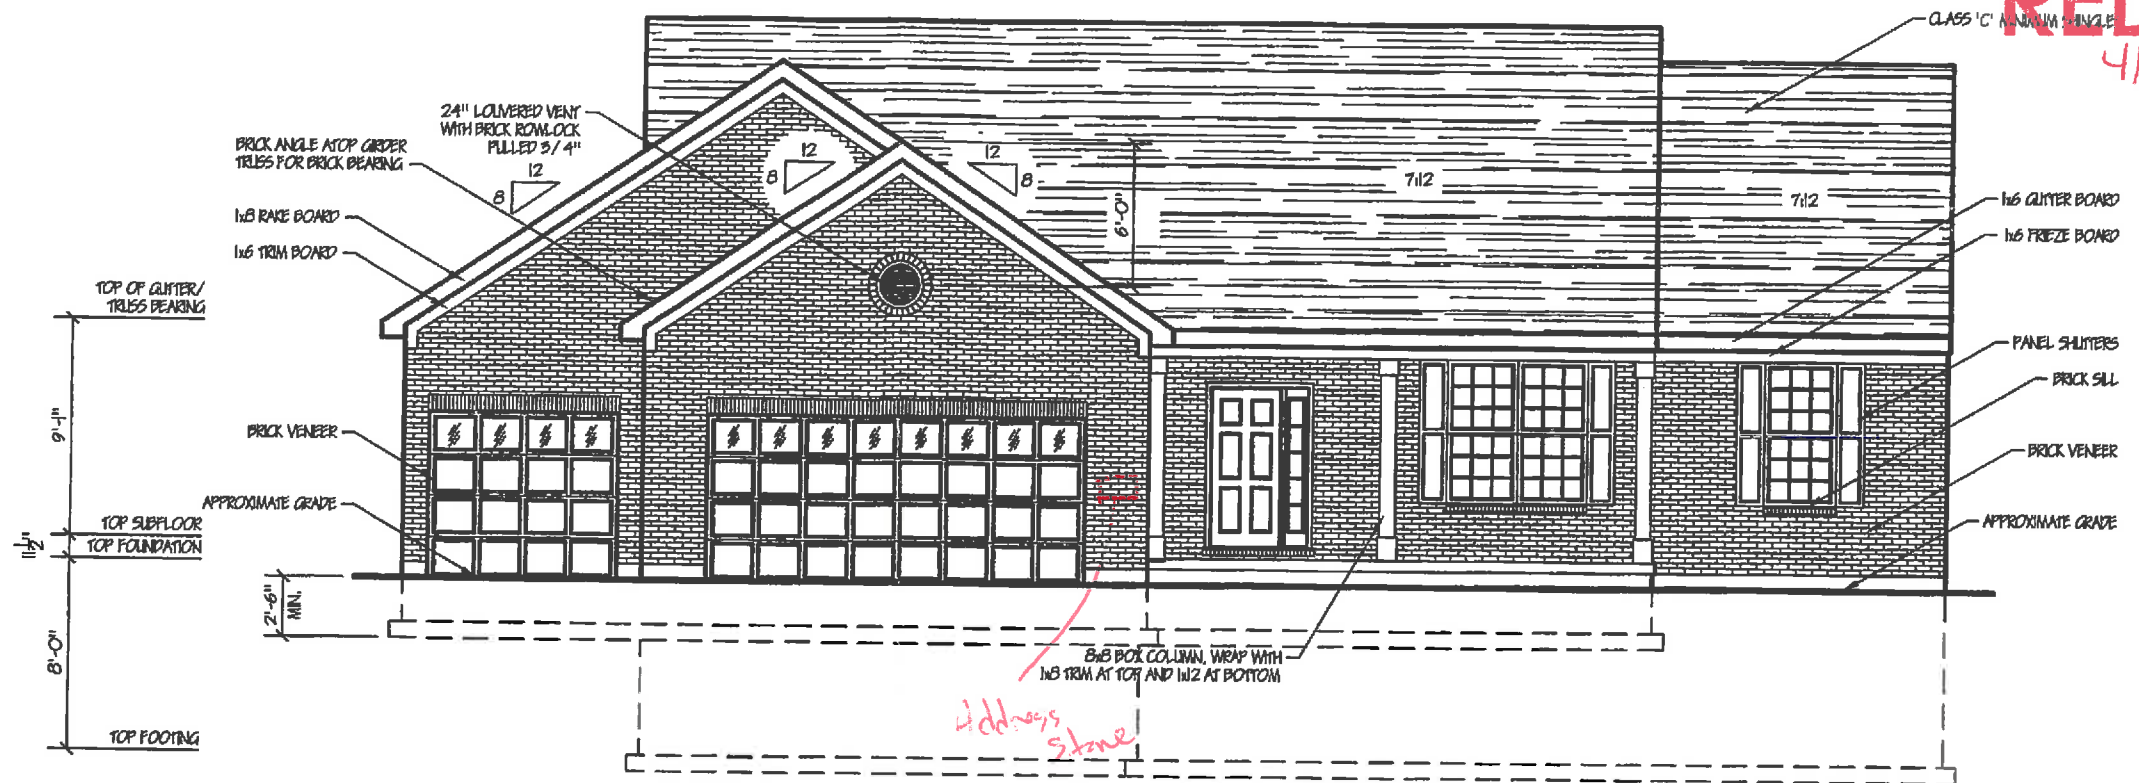 CLASS 'C' MINIMUM SHINGLE
REL
41
24" LOUVERED VENT
WITH BRICK ROWLOCK
PULLED 3/4"
BRICK ANGLE ATOP GIRDER
TRUSS FOR BRICK BEARING
12
8
12
8
12
8
6'-0"
7:12
7:12
1x8 RAKE BOARD
1x6 TRIM BOARD
1x6 GUTTER BOARD
1x6 FRIEZE BOARD
TOP OF GUTTER/
TRUSS BEARING
PANEL SHUTTERS
BRICK SILL
9'-1"
BRICK VENEER
BRICK VENEER
APPROXIMATE GRADE
APPROXIMATE GRADE
TOP SUBFLOOR
TOP FOUNDATION
11 1/2"
2'-6"
MIN.
8'-0"
8x8 BOX COLUMN, WRAP WITH
1x8 TRIM AT TOP AND 1x12 AT BOTTOM
Address
Stone
TOP FOOTING